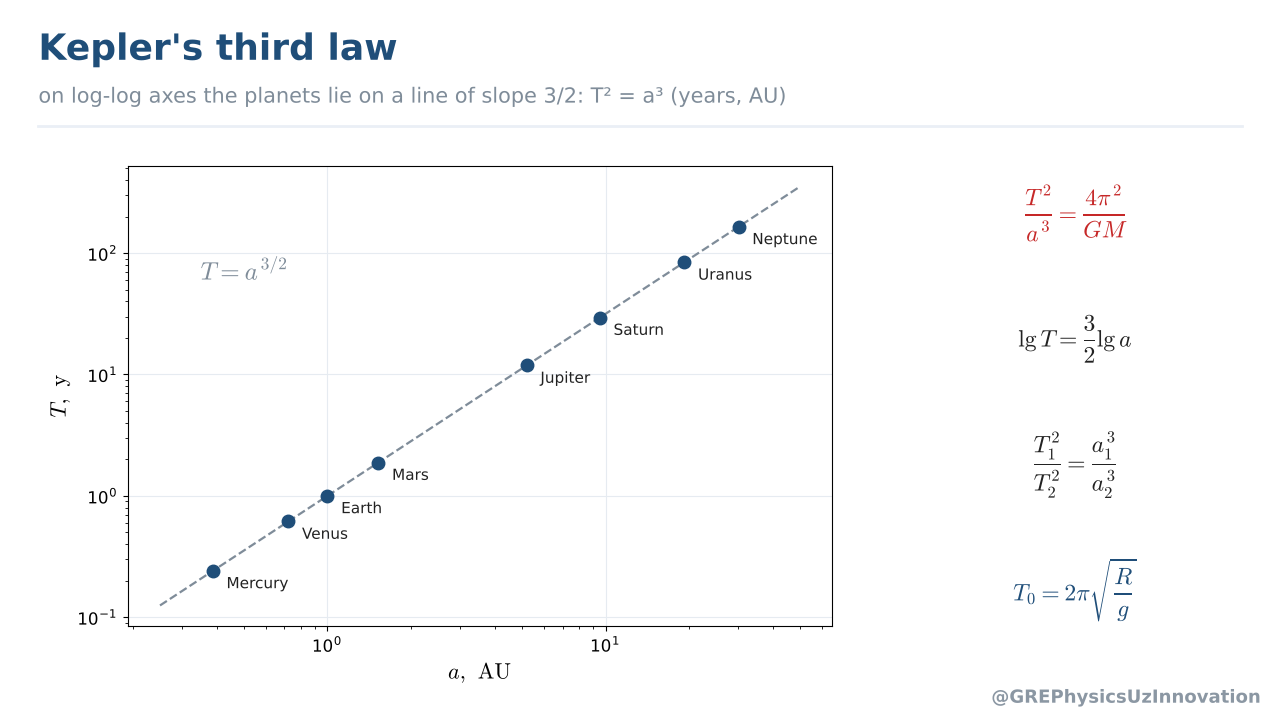 Kepler's third law
on log-log axes the planets lie on a line of slope 3/2: T² = a³ (years, AU)
T = a^{3/2}
Neptune
Uranus
Saturn
Jupiter
Mars
Earth
Venus
Mercury
10²
10¹
10⁰
10⁻¹
T, y
10⁰ 10¹
a, AU
T²/a³ = 4π²/GM
lg T = 3/2 lg a
T₁²/T₂² = a₁³/a₂³
T₀ = 2π√(R/g)
@GREPhysicsUzInnovation